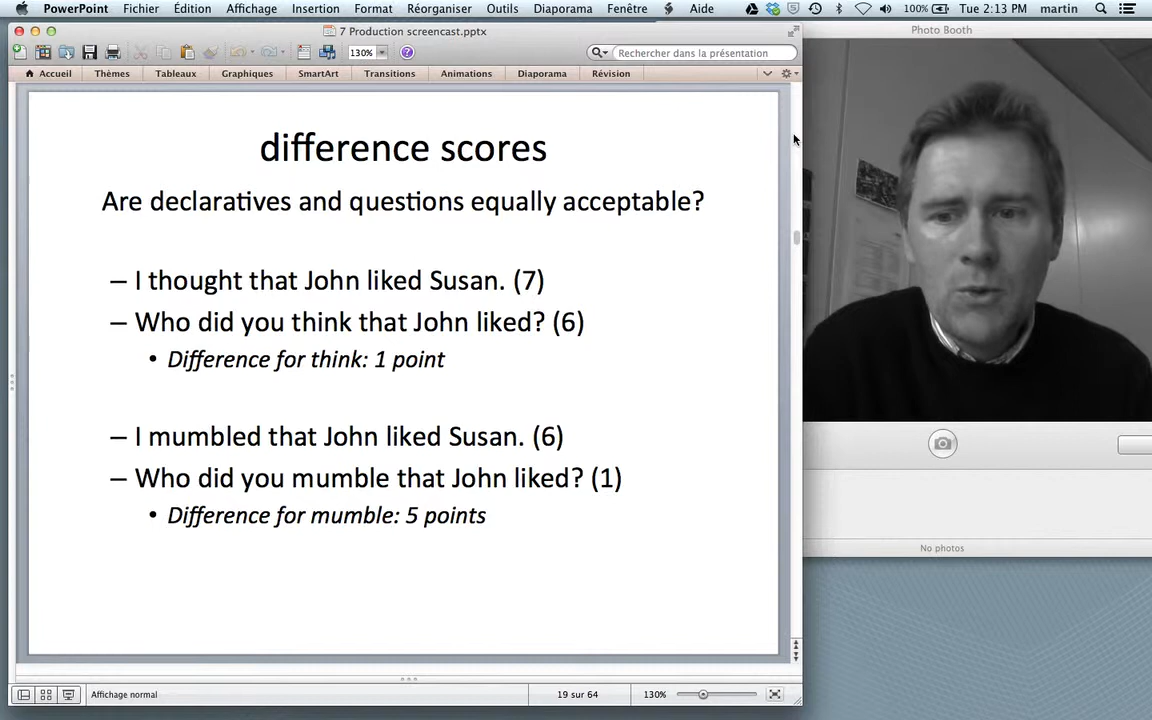 PowerPoint Fichier Édition Affichage Insertion Format Réorganiser Outils Diaporama Fenêtre Aide 100% Tue 2:13 PM martin
7 Production screencast.pptx
Photo Booth
130% Rechercher dans la présentation
Accueil Thèmes Tableaux Graphiques SmartArt Transitions Animations Diaporama Révision
difference scores
Are declaratives and questions equally acceptable?
– I thought that John liked Susan. (7)
– Who did you think that John liked? (6)
• Difference for think: 1 point
– I mumbled that John liked Susan. (6)
– Who did you mumble that John liked? (1)
• Difference for mumble: 5 points
No photos
Affichage normal 19 sur 64 130%